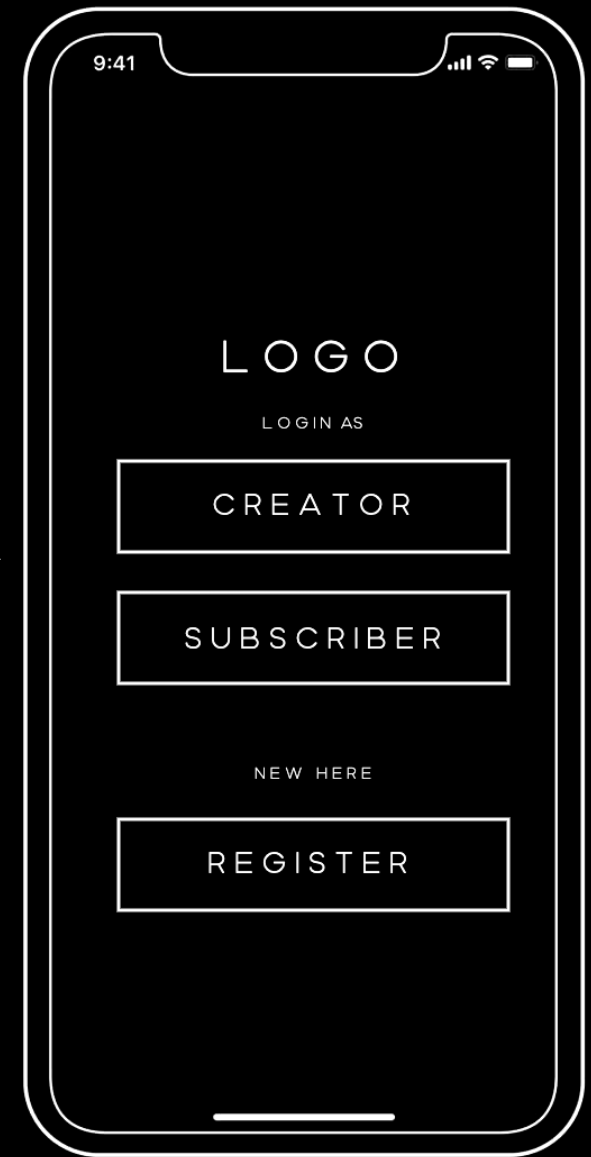 9:41
LOGO
LOGIN AS
CREATOR
SUBSCRIBER
NEW HERE
REGISTER